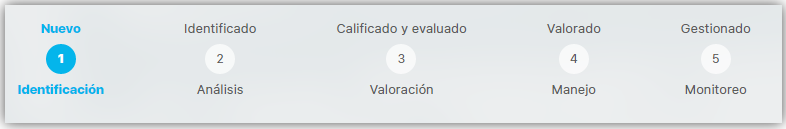 Nuevo Identificado Calificado y evaluado Valorado Gestionado
1 2 3 4 5
Identificación Análisis Valoración Manejo Monitoreo